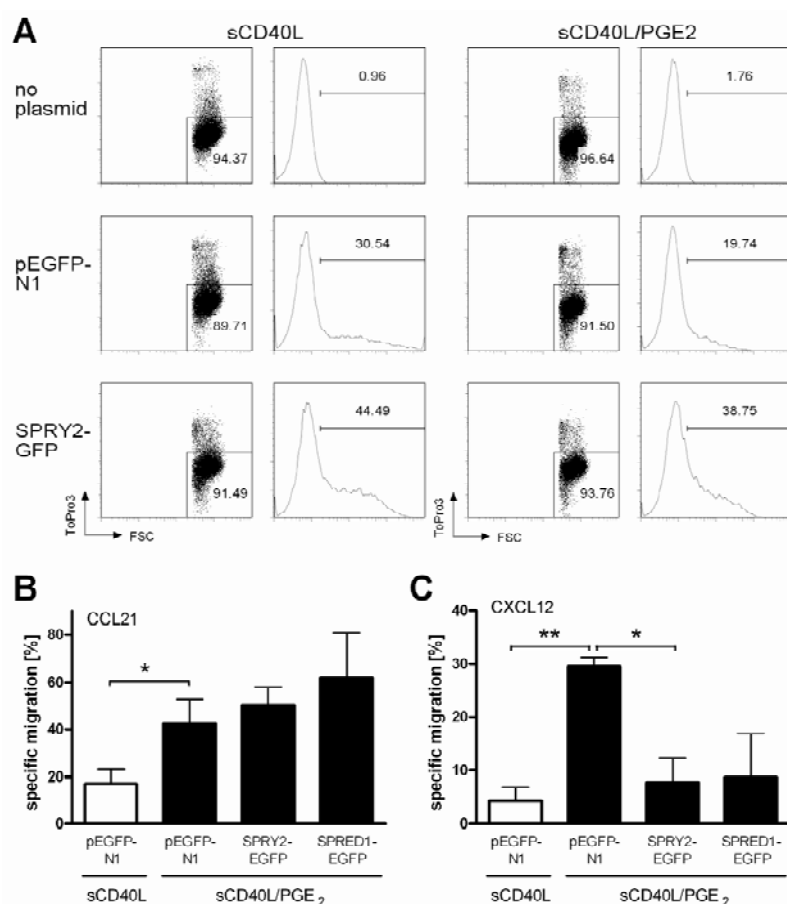 A
sCD40L
sCD40L/PGE2
no plasmid
94.37
0.96
96.64
1.76
pEGFP-N1
89.71
30.54
91.50
19.74
SPRY2-GFP
91.49
44.49
93.76
38.75
ToPro3
FSC
ToPro3
FSC
B
CCL21
specific migration [%]
80
60
40
20
0
*
pEGFP-N1
pEGFP-N1
SPRY2-EGFP
SPRED1-EGFP
sCD40L
sCD40L/PGE2
C
CXCL12
specific migration [%]
40
30
20
10
0
**
*
pEGFP-N1
pEGFP-N1
SPRY2-EGFP
SPRED1-EGFP
sCD40L
sCD40L/PGE2